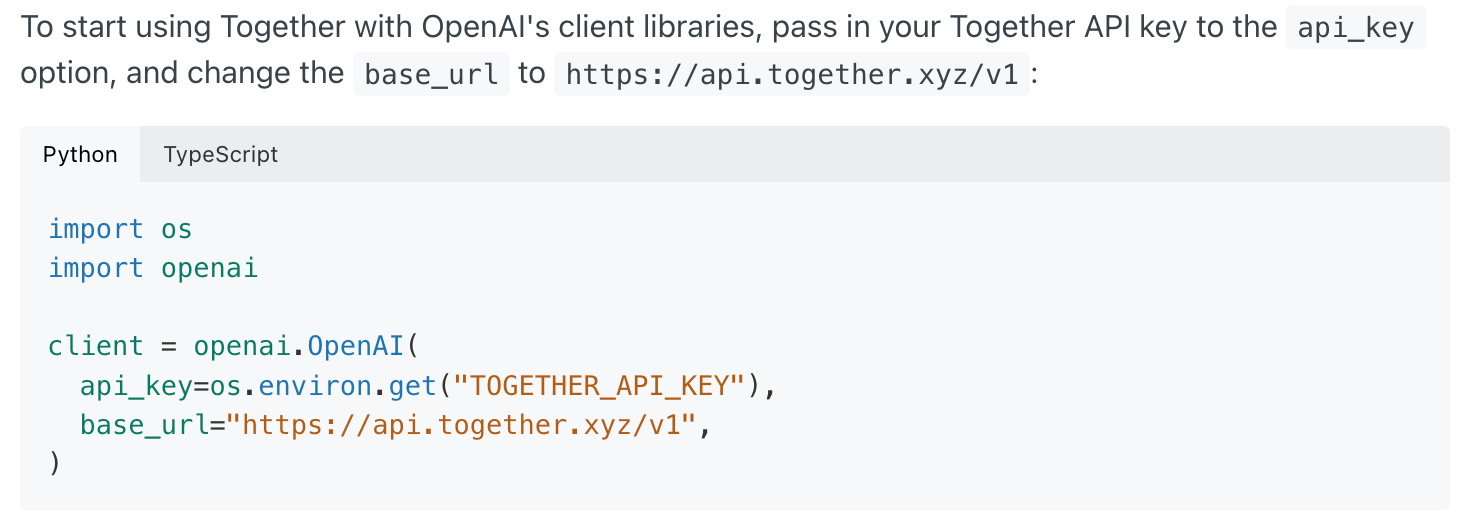 To start using Together with OpenAI's client libraries, pass in your Together API key to the api_key
option, and change the base_url to https://api.together.xyz/v1:
Python TypeScript
import os
import openai

client = openai.OpenAI(
  api_key=os.environ.get("TOGETHER_API_KEY"),
  base_url="https://api.together.xyz/v1",
)